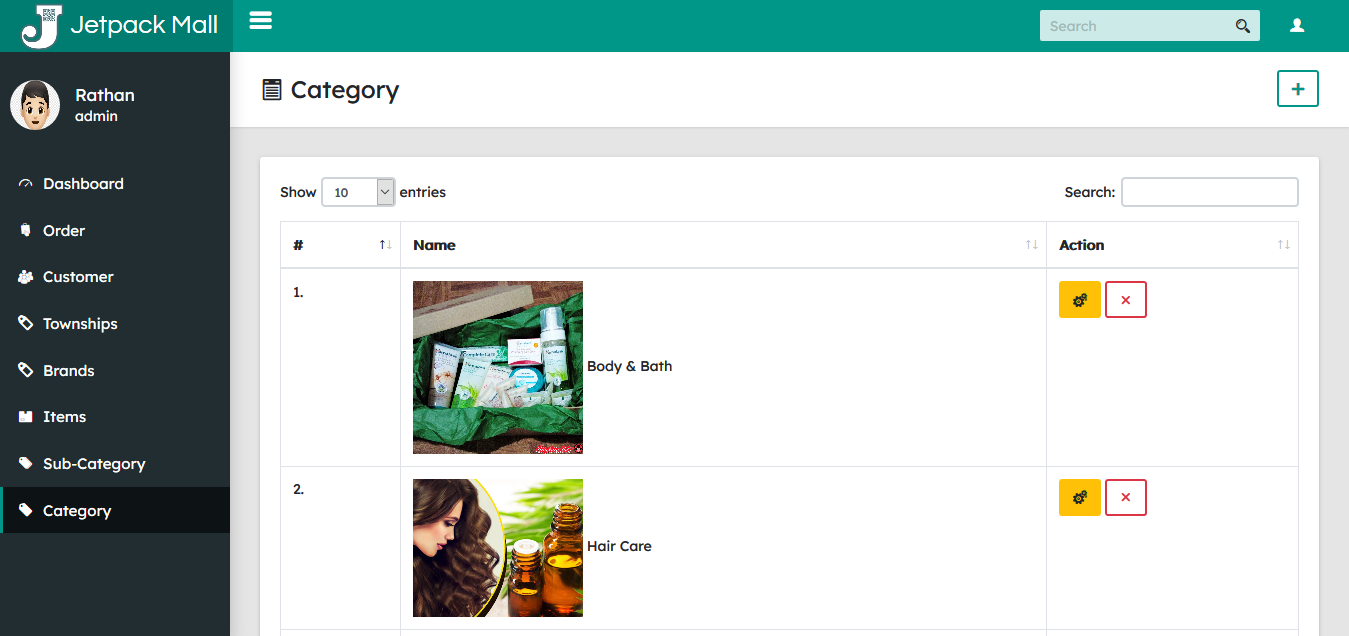 Jetpack Mall
Search
Rathan
admin
Category
Dashboard
Order
Customer
Townships
Brands
Items
Sub-Category
Category
Show 10 entries
Search:
# Name Action
1.
Body & Bath
2.
Hair Care